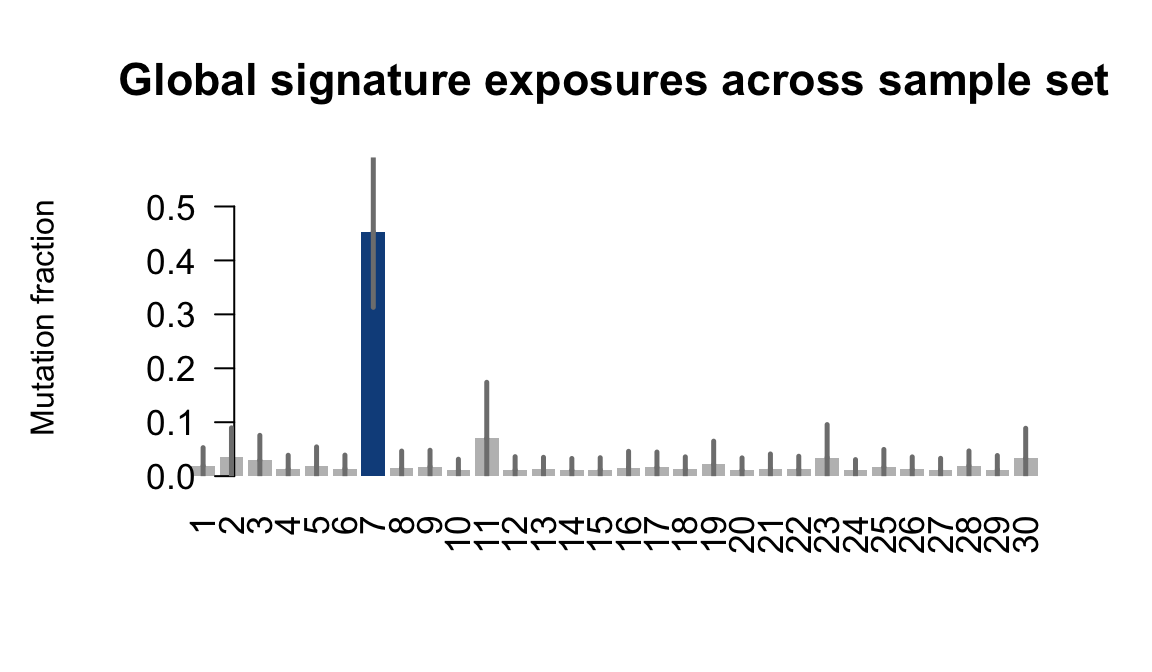 Global signature exposures across sample set
Mutation fraction
0.5
0.4
0.3
0.2
0.1
0.0
1 2 3 4 5 6 7 8 9 10 11 12 13 14 15 16 17 18 19 20 21 22 23 24 25 26 27 28 29 30